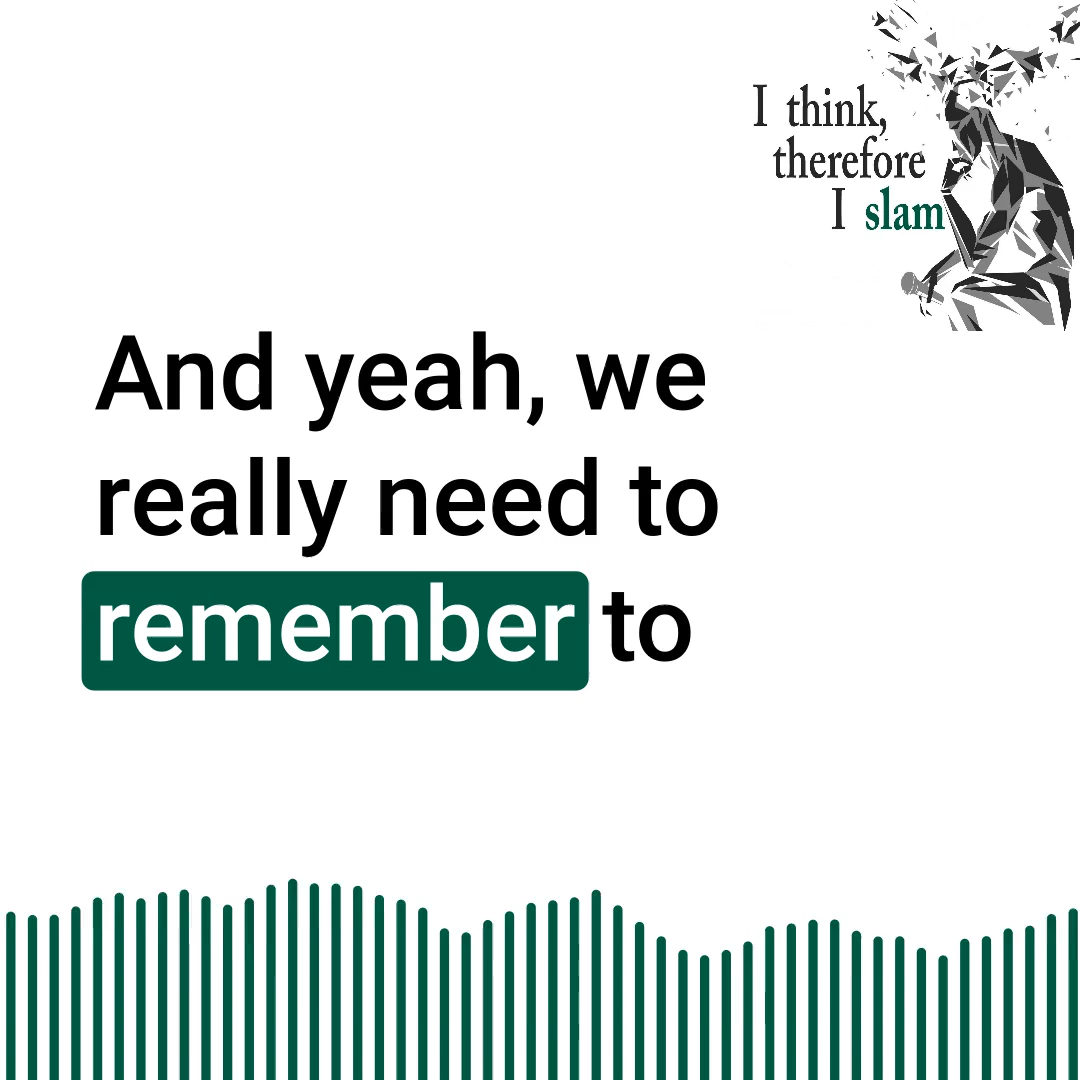 I think,
therefore
I slam
And yeah, we
really need to
remember to